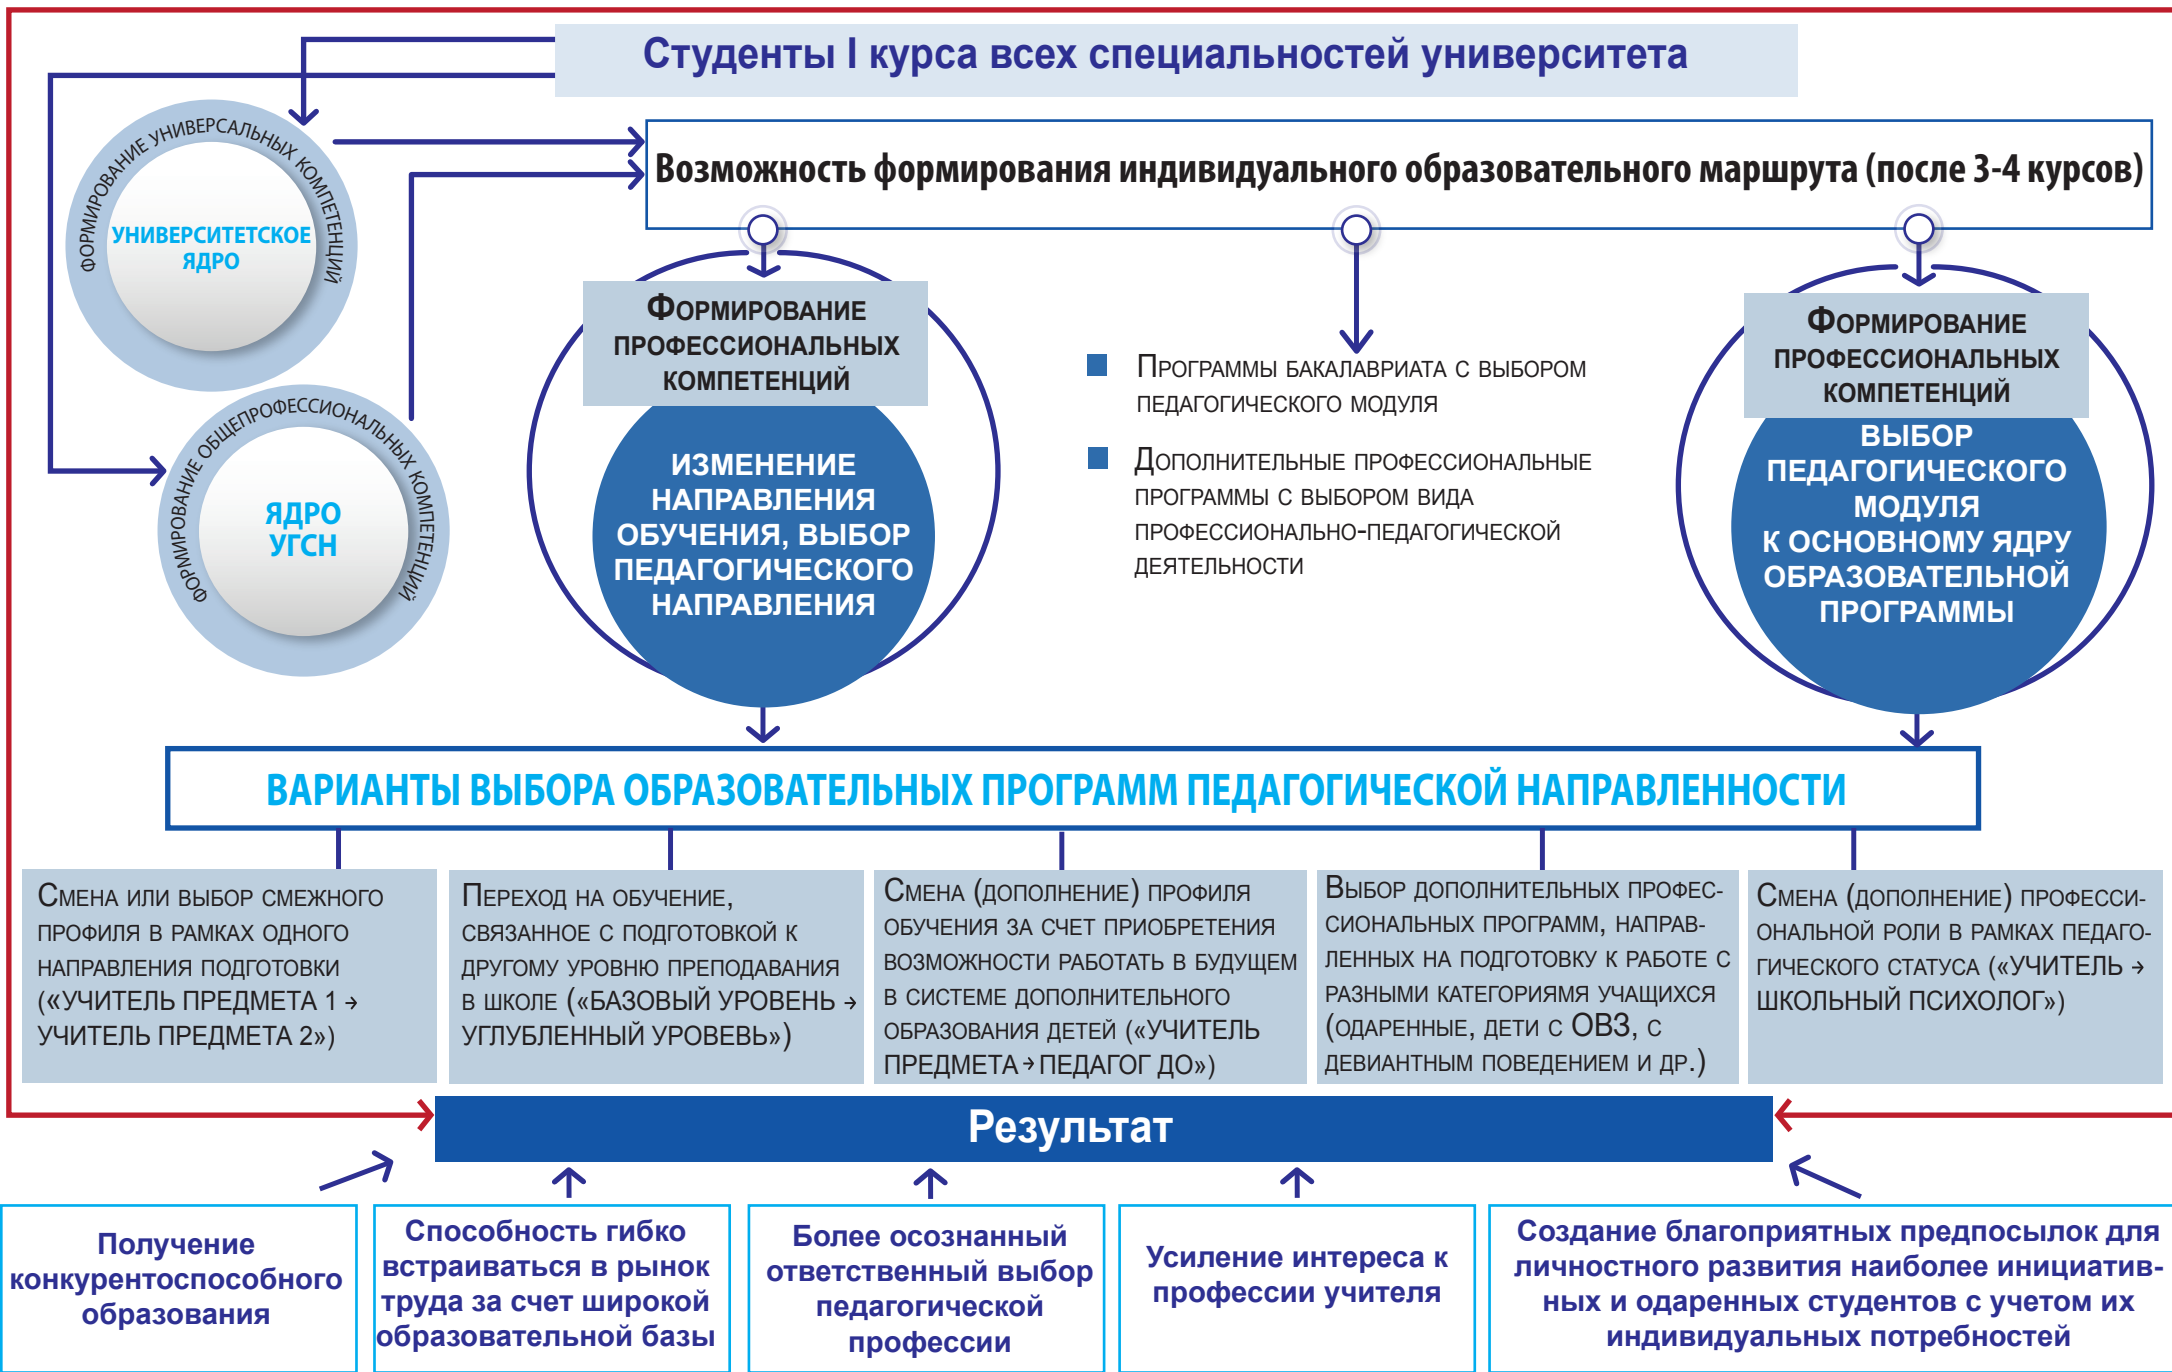 Студенты I курса всех специальностей университета
ФОРМИРОВАНИЕ УНИВЕРСАЛЬНЫХ КОМПЕТЕНЦИЙ
УНИВЕРСИТЕТСКОЕ
ЯДРО
Возможность формирования индивидуального образовательного маршрута (после 3-4 курсов)
ФОРМИРОВАНИЕ ОБЩЕПРОФЕССИОНАЛЬНЫХ КОМПЕТЕНЦИЙ
ЯДРО
УГСН
ФОРМИРОВАНИЕ
ПРОФЕССИОНАЛЬНЫХ
КОМПЕТЕНЦИЙ
ИЗМЕНЕНИЕ
НАПРАВЛЕНИЯ
ОБУЧЕНИЯ, ВЫБОР
ПЕДАГОГИЧЕСКОГО
НАПРАВЛЕНИЯ
ПРОГРАММЫ БАКАЛАВРИАТА С ВЫБОРОМ
ПЕДАГОГИЧЕСКОГО МОДУЛЯ
ДОПОЛНИТЕЛЬНЫЕ ПРОФЕССИОНАЛЬНЫЕ
ПРОГРАММЫ С ВЫБОРОМ ВИДА
ПРОФЕССИОНАЛЬНО-ПЕДАГОГИЧЕСКОЙ
ДЕЯТЕЛЬНОСТИ
ФОРМИРОВАНИЕ
ПРОФЕССИОНАЛЬНЫХ
КОМПЕТЕНЦИЙ
ВЫБОР
ПЕДАГОГИЧЕСКОГО
МОДУЛЯ
К ОСНОВНОМУ ЯДРУ
ОБРАЗОВАТЕЛЬНОЙ
ПРОГРАММЫ
ВАРИАНТЫ ВЫБОРА ОБРАЗОВАТЕЛЬНЫХ ПРОГРАММ ПЕДАГОГИЧЕСКОЙ НАПРАВЛЕННОСТИ
СМЕНА ИЛИ ВЫБОР СМЕЖНОГО
ПРОФИЛЯ В РАМКАХ ОДНОГО
НАПРАВЛЕНИЯ ПОДГОТОВКИ
(«УЧИТЕЛЬ ПРЕДМЕТА 1 →
УЧИТЕЛЬ ПРЕДМЕТА 2»)
ПЕРЕХОД НА ОБУЧЕНИЕ,
СВЯЗАННОЕ С ПОДГОТОВКОЙ К
ДРУГОМУ УРОВНЮ ПРЕПОДАВАНИЯ
В ШКОЛЕ («БАЗОВЫЙ УРОВЕНЬ →
УГЛУБЛЕННЫЙ УРОВЕВЬ»)
СМЕНА (ДОПОЛНЕНИЕ) ПРОФИЛЯ
ОБУЧЕНИЯ ЗА СЧЕТ ПРИОБРЕТЕНИЯ
ВОЗМОЖНОСТИ РАБОТАТЬ В БУДУЩЕМ
В СИСТЕМЕ ДОПОЛНИТЕЛЬНОГО
ОБРАЗОВАНИЯ ДЕТЕЙ («УЧИТЕЛЬ
ПРЕДМЕТА → ПЕДАГОГ ДО»)
ВЫБОР ДОПОЛНИТЕЛЬНЫХ ПРОФЕС-
СИОНАЛЬНЫХ ПРОГРАММ, НАПРАВ-
ЛЕННЫХ НА ПОДГОТОВКУ К РАБОТЕ С
РАЗНЫМИ КАТЕГОРИЯМЯ УЧАЩИХСЯ
(ОДАРЕННЫЕ, ДЕТИ С ОВЗ, С
ДЕВИАНТНЫМ ПОВЕДЕНИЕМ И ДР.)
СМЕНА (ДОПОЛНЕНИЕ) ПРОФЕССИ-
ОНАЛЬНОЙ РОЛИ В РАМКАХ ПЕДАГО-
ГИЧЕСКОГО СТАТУСА («УЧИТЕЛЬ →
ШКОЛЬНЫЙ ПСИХОЛОГ»)
Результат
Получение
конкурентоспособного
образования
Способность гибко
встраиваться в рынок
труда за счет широкой
образовательной базы
Более осознанный
ответственный выбор
педагогической
профессии
Усиление интереса к
профессии учителя
Создание благоприятных предпосылок для
личностного развития наиболее инициатив-
ных и одаренных студентов с учетом их
индивидуальных потребностей